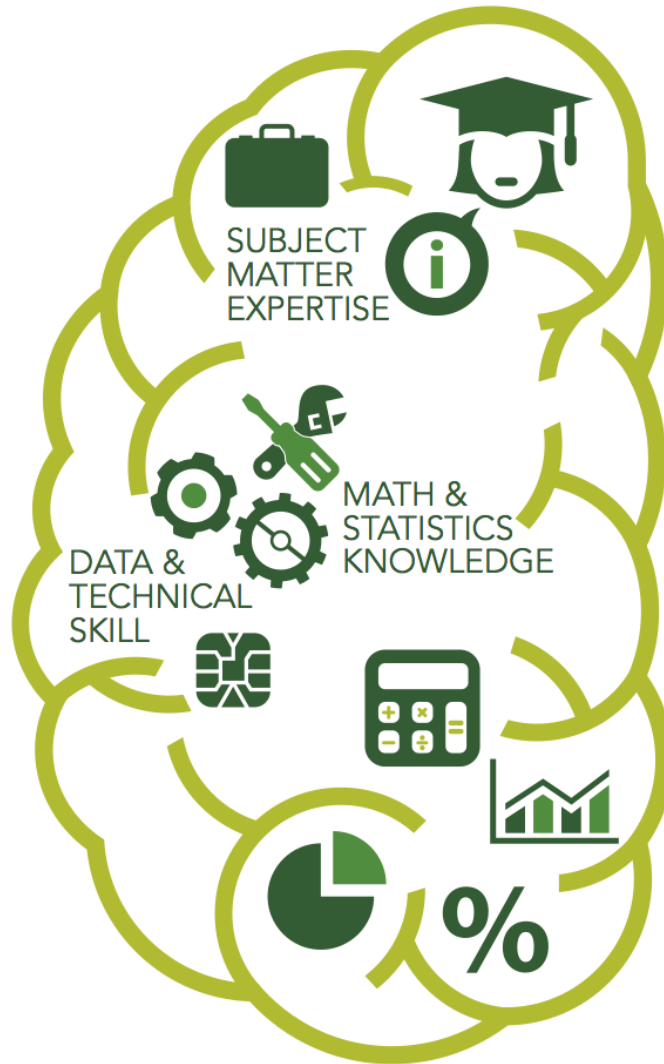 i
SUBJECT
MATTER
EXPERTISE
MATH &
STATISTICS
KNOWLEDGE
DATA &
TECHNICAL
SKILL
+ ×
− ÷ =
%